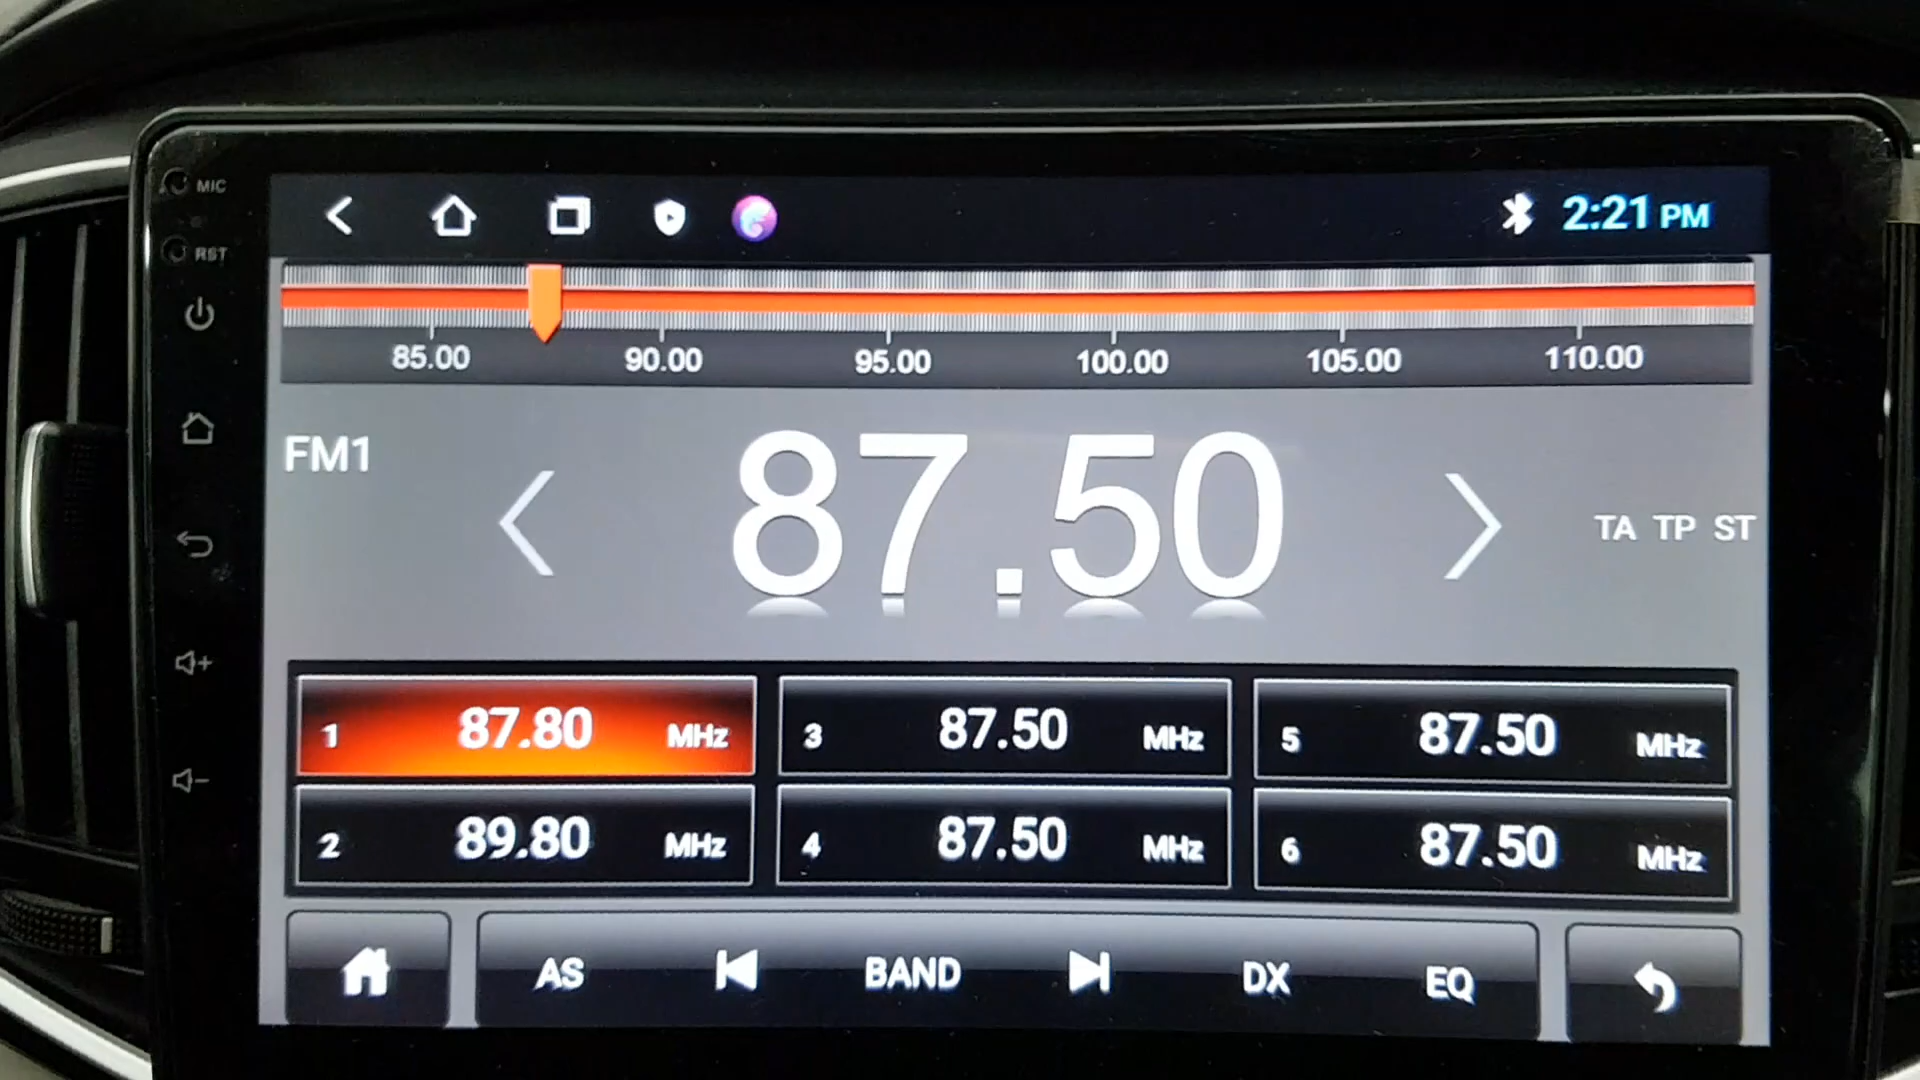 MIC
RST
2:21 PM
85.00 90.00 95.00 100.00 105.00 110.00
FM1
87.50
TA TP ST
1 87.80 MHz
3 87.50 MHz
5 87.50 MHz
2 89.80 MHz
4 87.50 MHz
6 87.50 MHz
AS BAND DX EQ